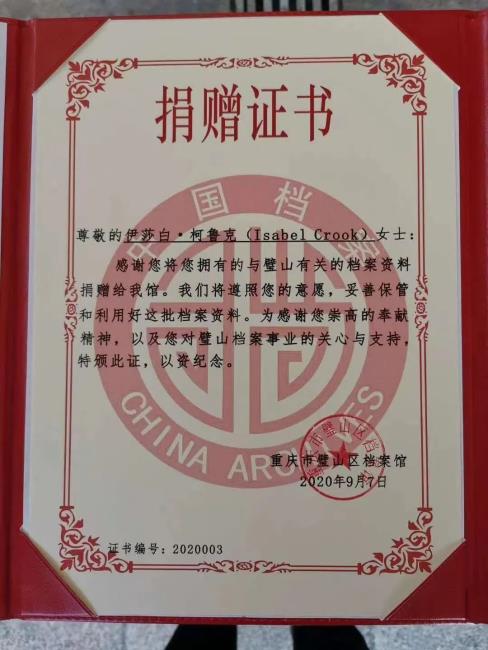 捐赠证书
尊敬的伊莎白·柯鲁克（Isabel Crook）女士：
感谢您将您拥有的与璧山有关的档案资料
捐赠给我馆。我们将遵照您的意愿，妥善保管
和利用好这批档案资料。为感谢您崇高的奉献
精神，以及您对璧山档案事业的关心与支持，
特颁此证，以资纪念。
中国档案
CHINA ARCHIVES
重庆市璧山区档案馆
2020年9月7日
证书编号：2020003